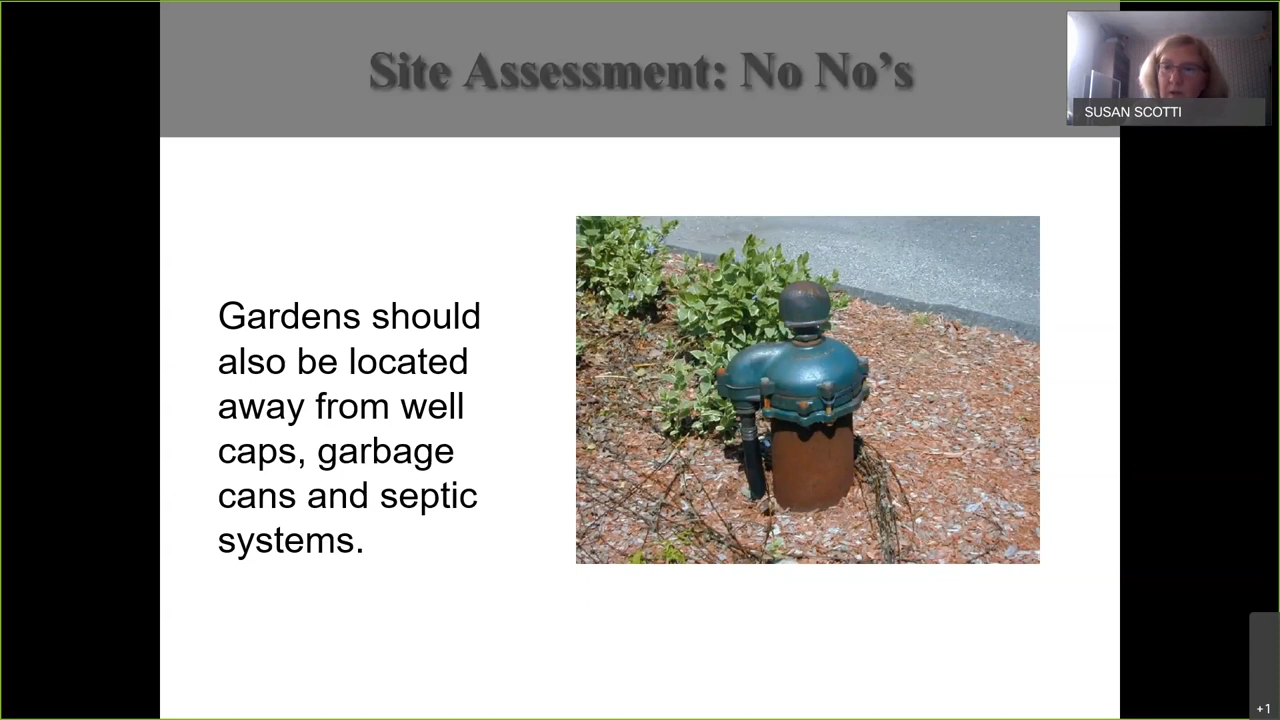 Site Assessment: No No’s
SUSAN SCOTTI
Gardens should
also be located
away from well
caps, garbage
cans and septic
systems.
+1